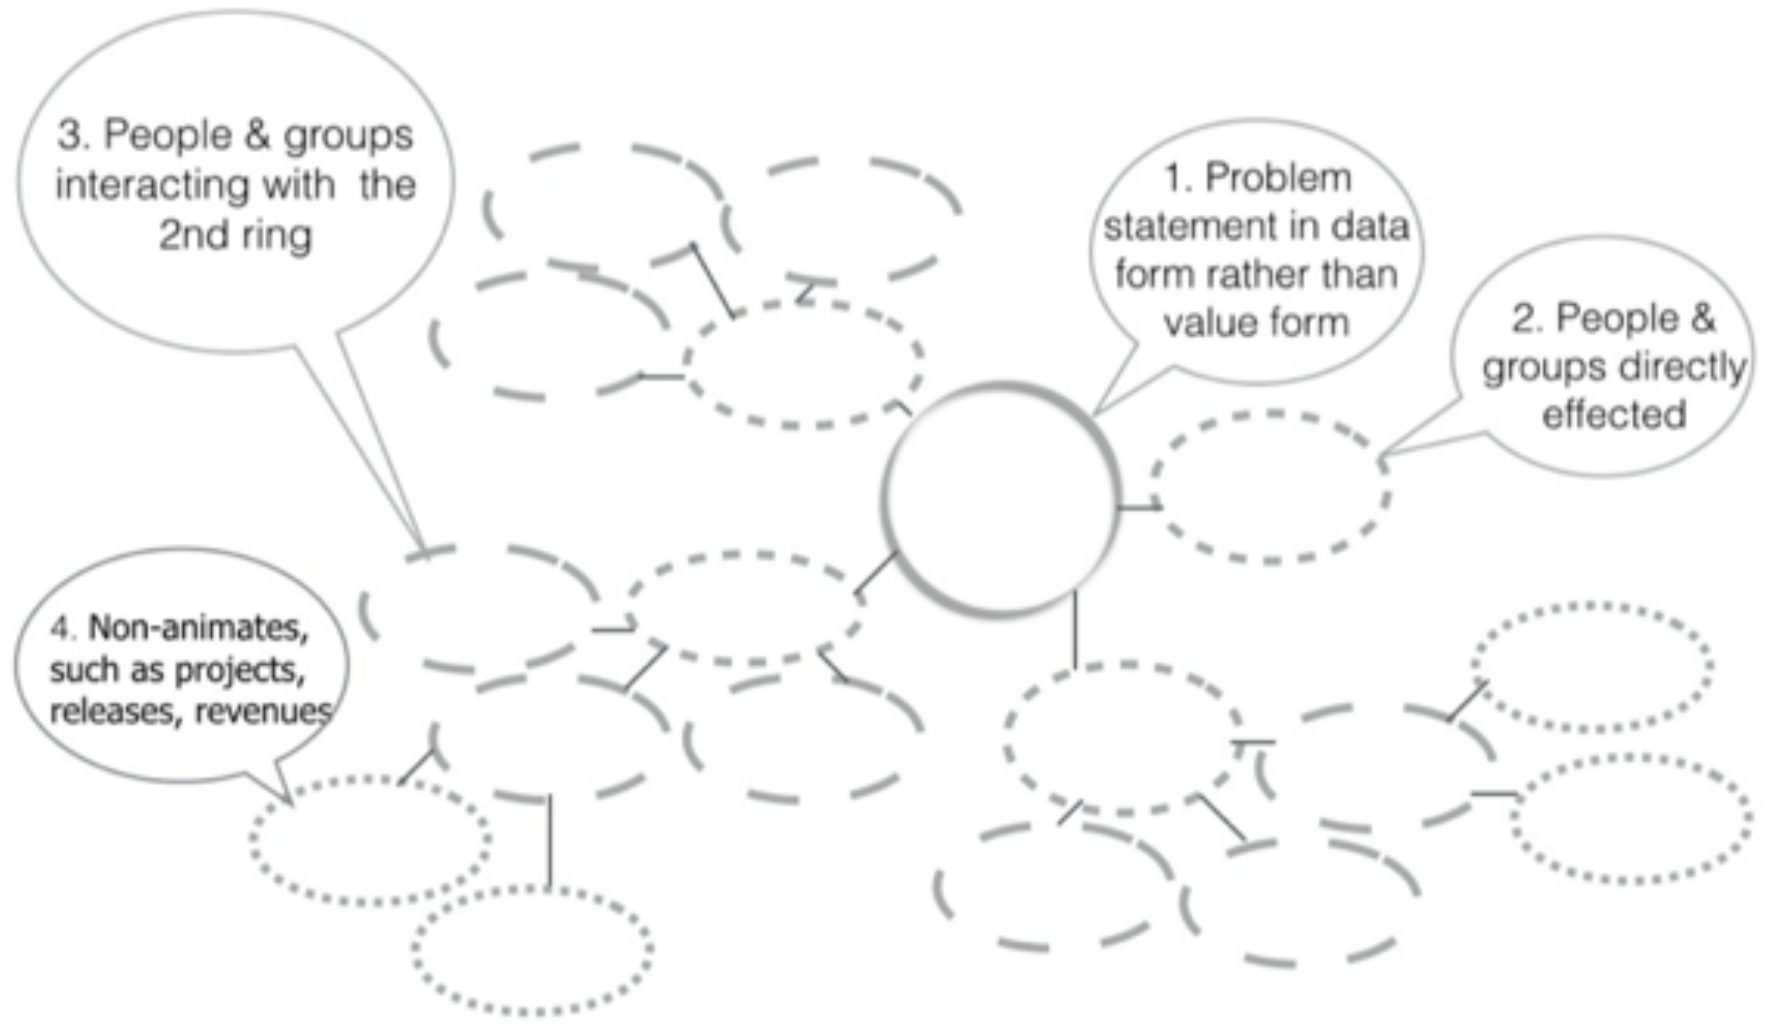 3. People & groups
interacting with the
2nd ring
1. Problem
statement in data
form rather than
value form
2. People &
groups directly
effected
4. Non-animates,
such as projects,
releases, revenues